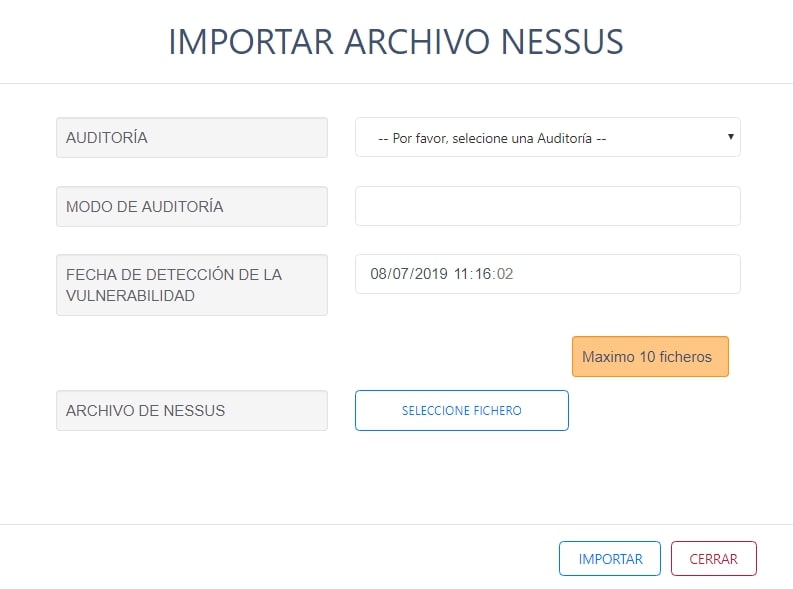 IMPORTAR ARCHIVO NESSUS
AUDITORÍA
-- Por favor, selecione una Auditoría --
MODO DE AUDITORÍA
FECHA DE DETECCIÓN DE LA
VULNERABILIDAD
08/07/2019 11:16:02
Maximo 10 ficheros
ARCHIVO DE NESSUS
SELECCIONE FICHERO
IMPORTAR
CERRAR